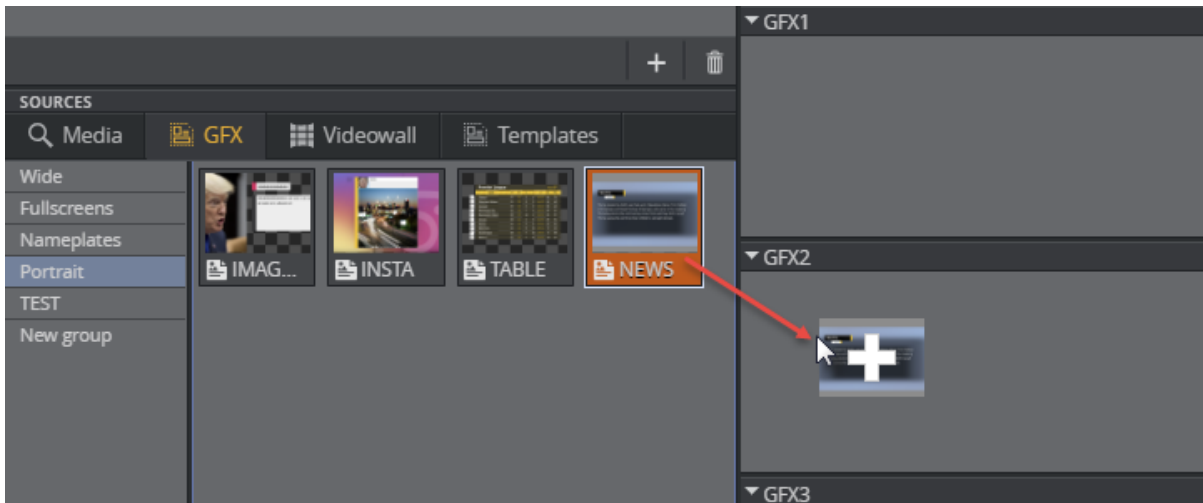 GFX1
SOURCES
Media GFX Videowall Templates
Wide
Fullscreens
Nameplates
Portrait
TEST
New group
IMAG... INSTA TABLE NEWS
GFX2
GFX3